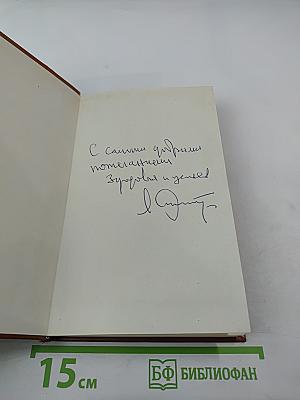 С самыми добрыми
пожеланиями
Здоровья и успехов
15 см
БФ БИБЛИОФАН